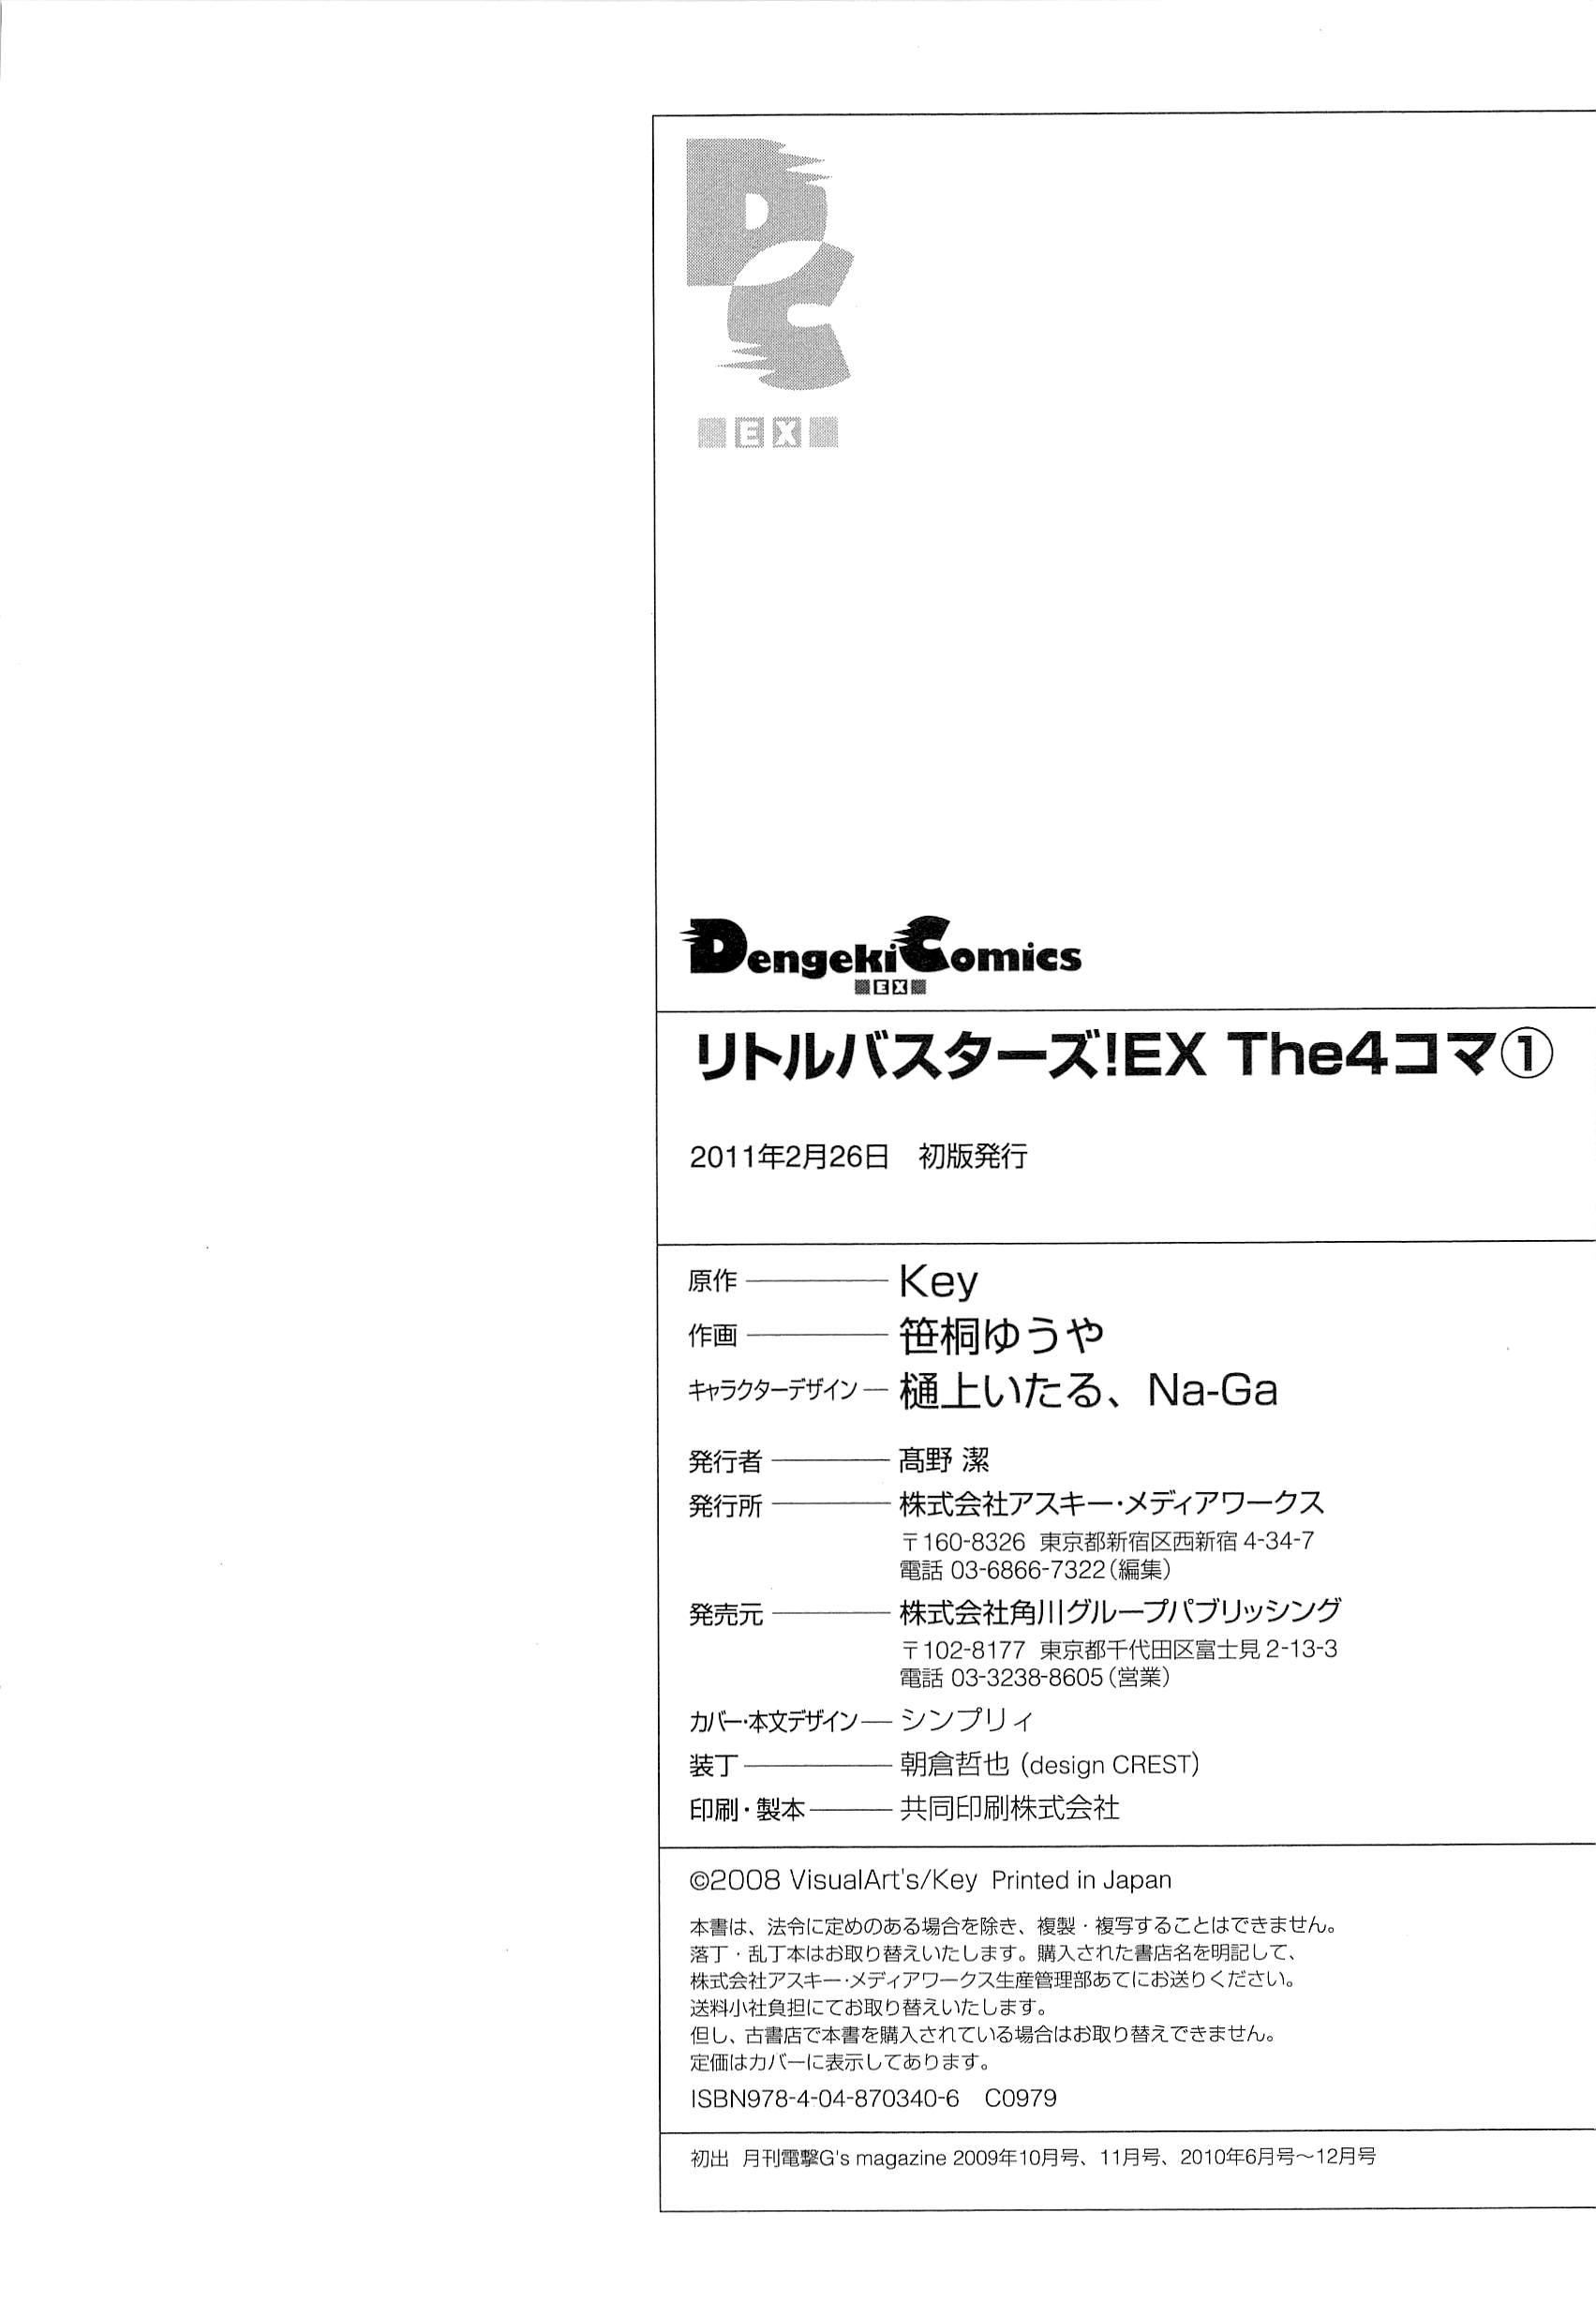 DC
EX
Dengeki Comics
EX
リトルバスターズ!EX The4コマ①
2011年2月26日　初版発行
原作 ――― Key
作画 ――― 笹桐ゆうや
キャラクターデザイン ― 樋上いたる、Na-Ga
発行者 ――― 髙野 潔
発行所 ――― 株式会社アスキー・メディアワークス
〒160-8326 東京都新宿区西新宿 4-34-7
電話 03-6866-7322（編集）
発売元 ――― 株式会社角川グループパブリッシング
〒102-8177 東京都千代田区富士見 2-13-3
電話 03-3238-8605（営業）
カバー・本文デザイン ― シンプリィ
装丁 ――― 朝倉哲也 (design CREST)
印刷・製本 ――― 共同印刷株式会社
©2008 VisualArt's/Key Printed in Japan
本書は、法令に定めのある場合を除き、複製・複写することはできません。
落丁・乱丁本はお取り替えいたします。購入された書店名を明記して、
株式会社アスキー・メディアワークス生産管理部あてにお送りください。
送料小社負担にてお取り替えいたします。
但し、古書店で本書を購入されている場合はお取り替えできません。
定価はカバーに表示してあります。
ISBN978-4-04-870340-6　C0979
初出 月刊電撃G's magazine 2009年10月号、11月号、2010年6月号～12月号